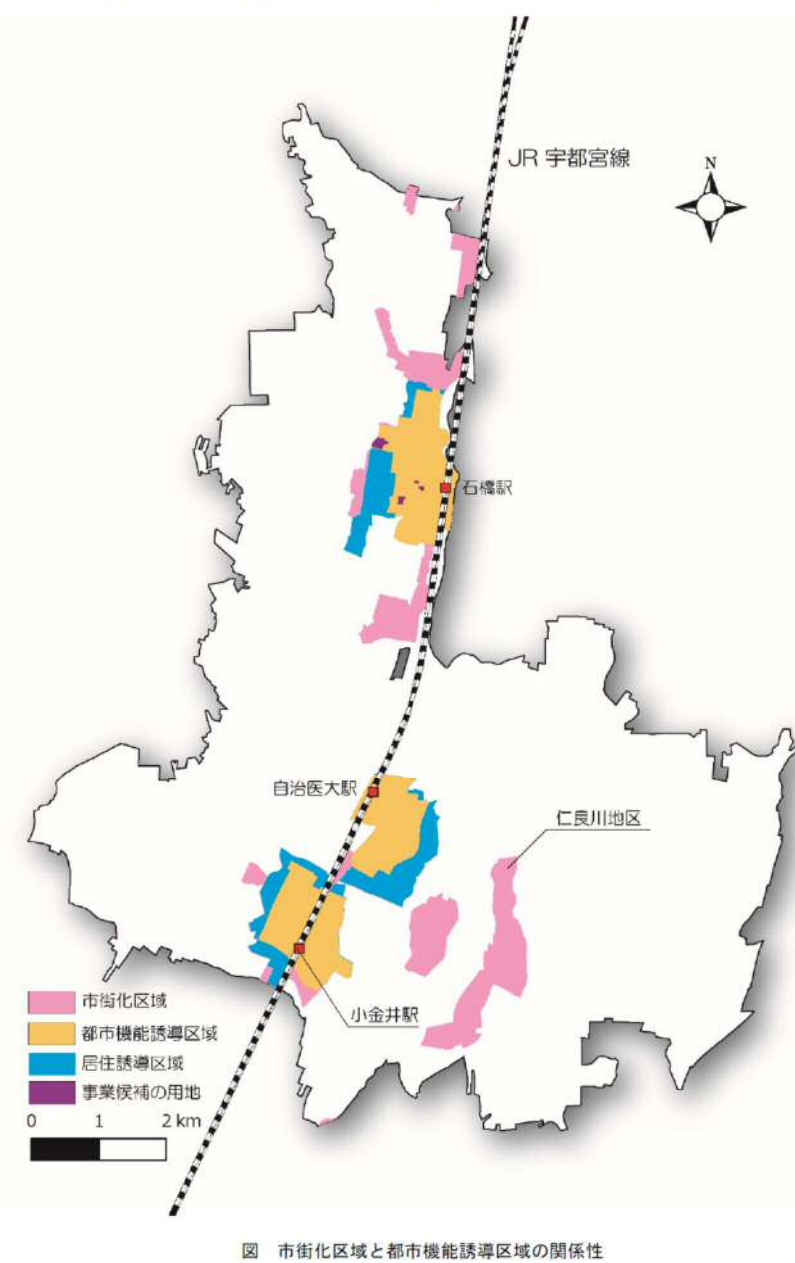 JR 宇都宮線
N
石橋駅
自治医大駅
仁良川地区
小金井駅
市街化区域
都市機能誘導区域
居住誘導区域
事業候補の用地
0 1 2 km
図 市街化区域と都市機能誘導区域の関係性